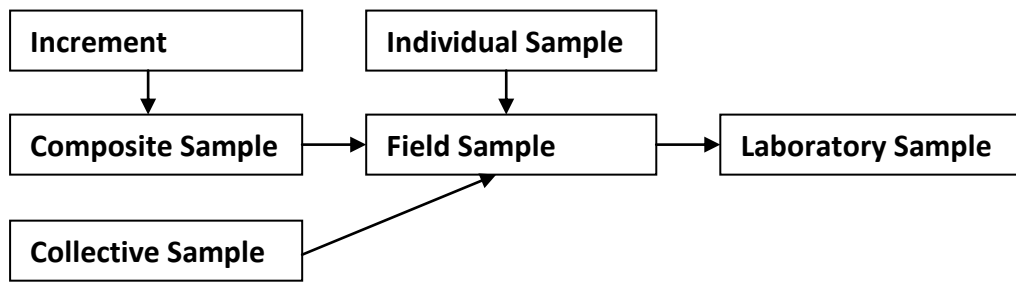 Increment
Individual Sample
Composite Sample
Field Sample
Laboratory Sample
Collective Sample